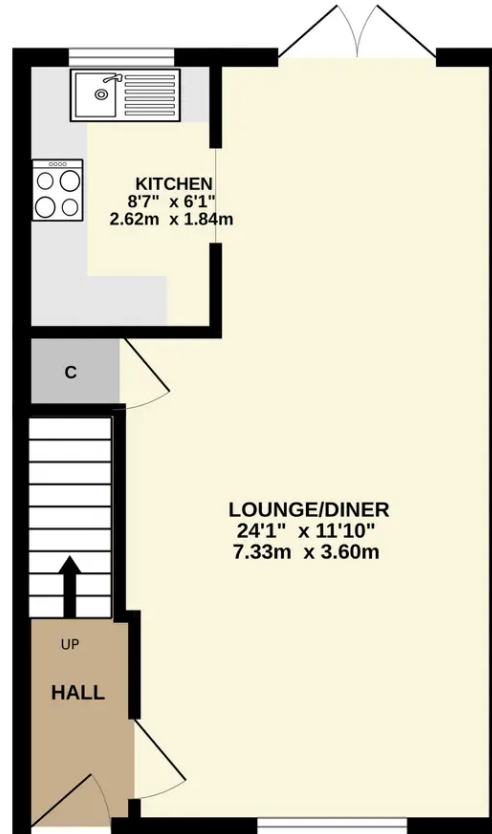 KITCHEN
8'7" x 6'1"
2.62m x 1.84m
C
LOUNGE/DINER
24'1" x 11'10"
7.33m x 3.60m
UP
HALL